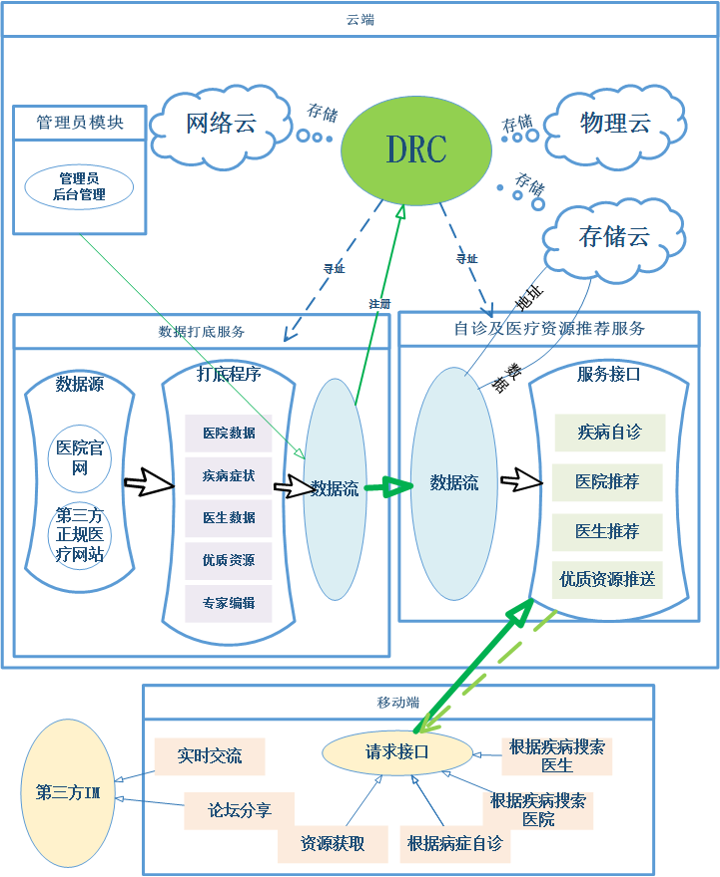 云端
管理员模块
管理员
后台管理
网络云
存储
DRC
存储
物理云
存储
存储云
寻址
寻址
注册
地址
数据
数据打底服务
自诊及医疗资源推荐服务
数据源
医院官
网
第三方
正规医
疗网站
打底程序
医院数据
疾病症状
医生数据
优质资源
专家编辑
数据流
数据流
服务接口
疾病自诊
医院推荐
医生推荐
优质资源推送
移动端
第三方IM
实时交流
论坛分享
请求接口
资源获取
根据病症自诊
根据疾病搜索
医院
根据疾病搜索
医生